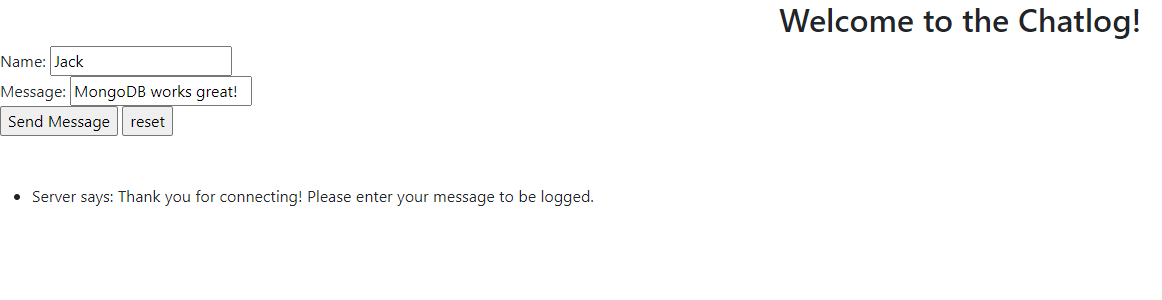 Welcome to the Chatlog!
Name: Jack
Message: MongoDB works great!
Send Message reset
Server says: Thank you for connecting! Please enter your message to be logged.